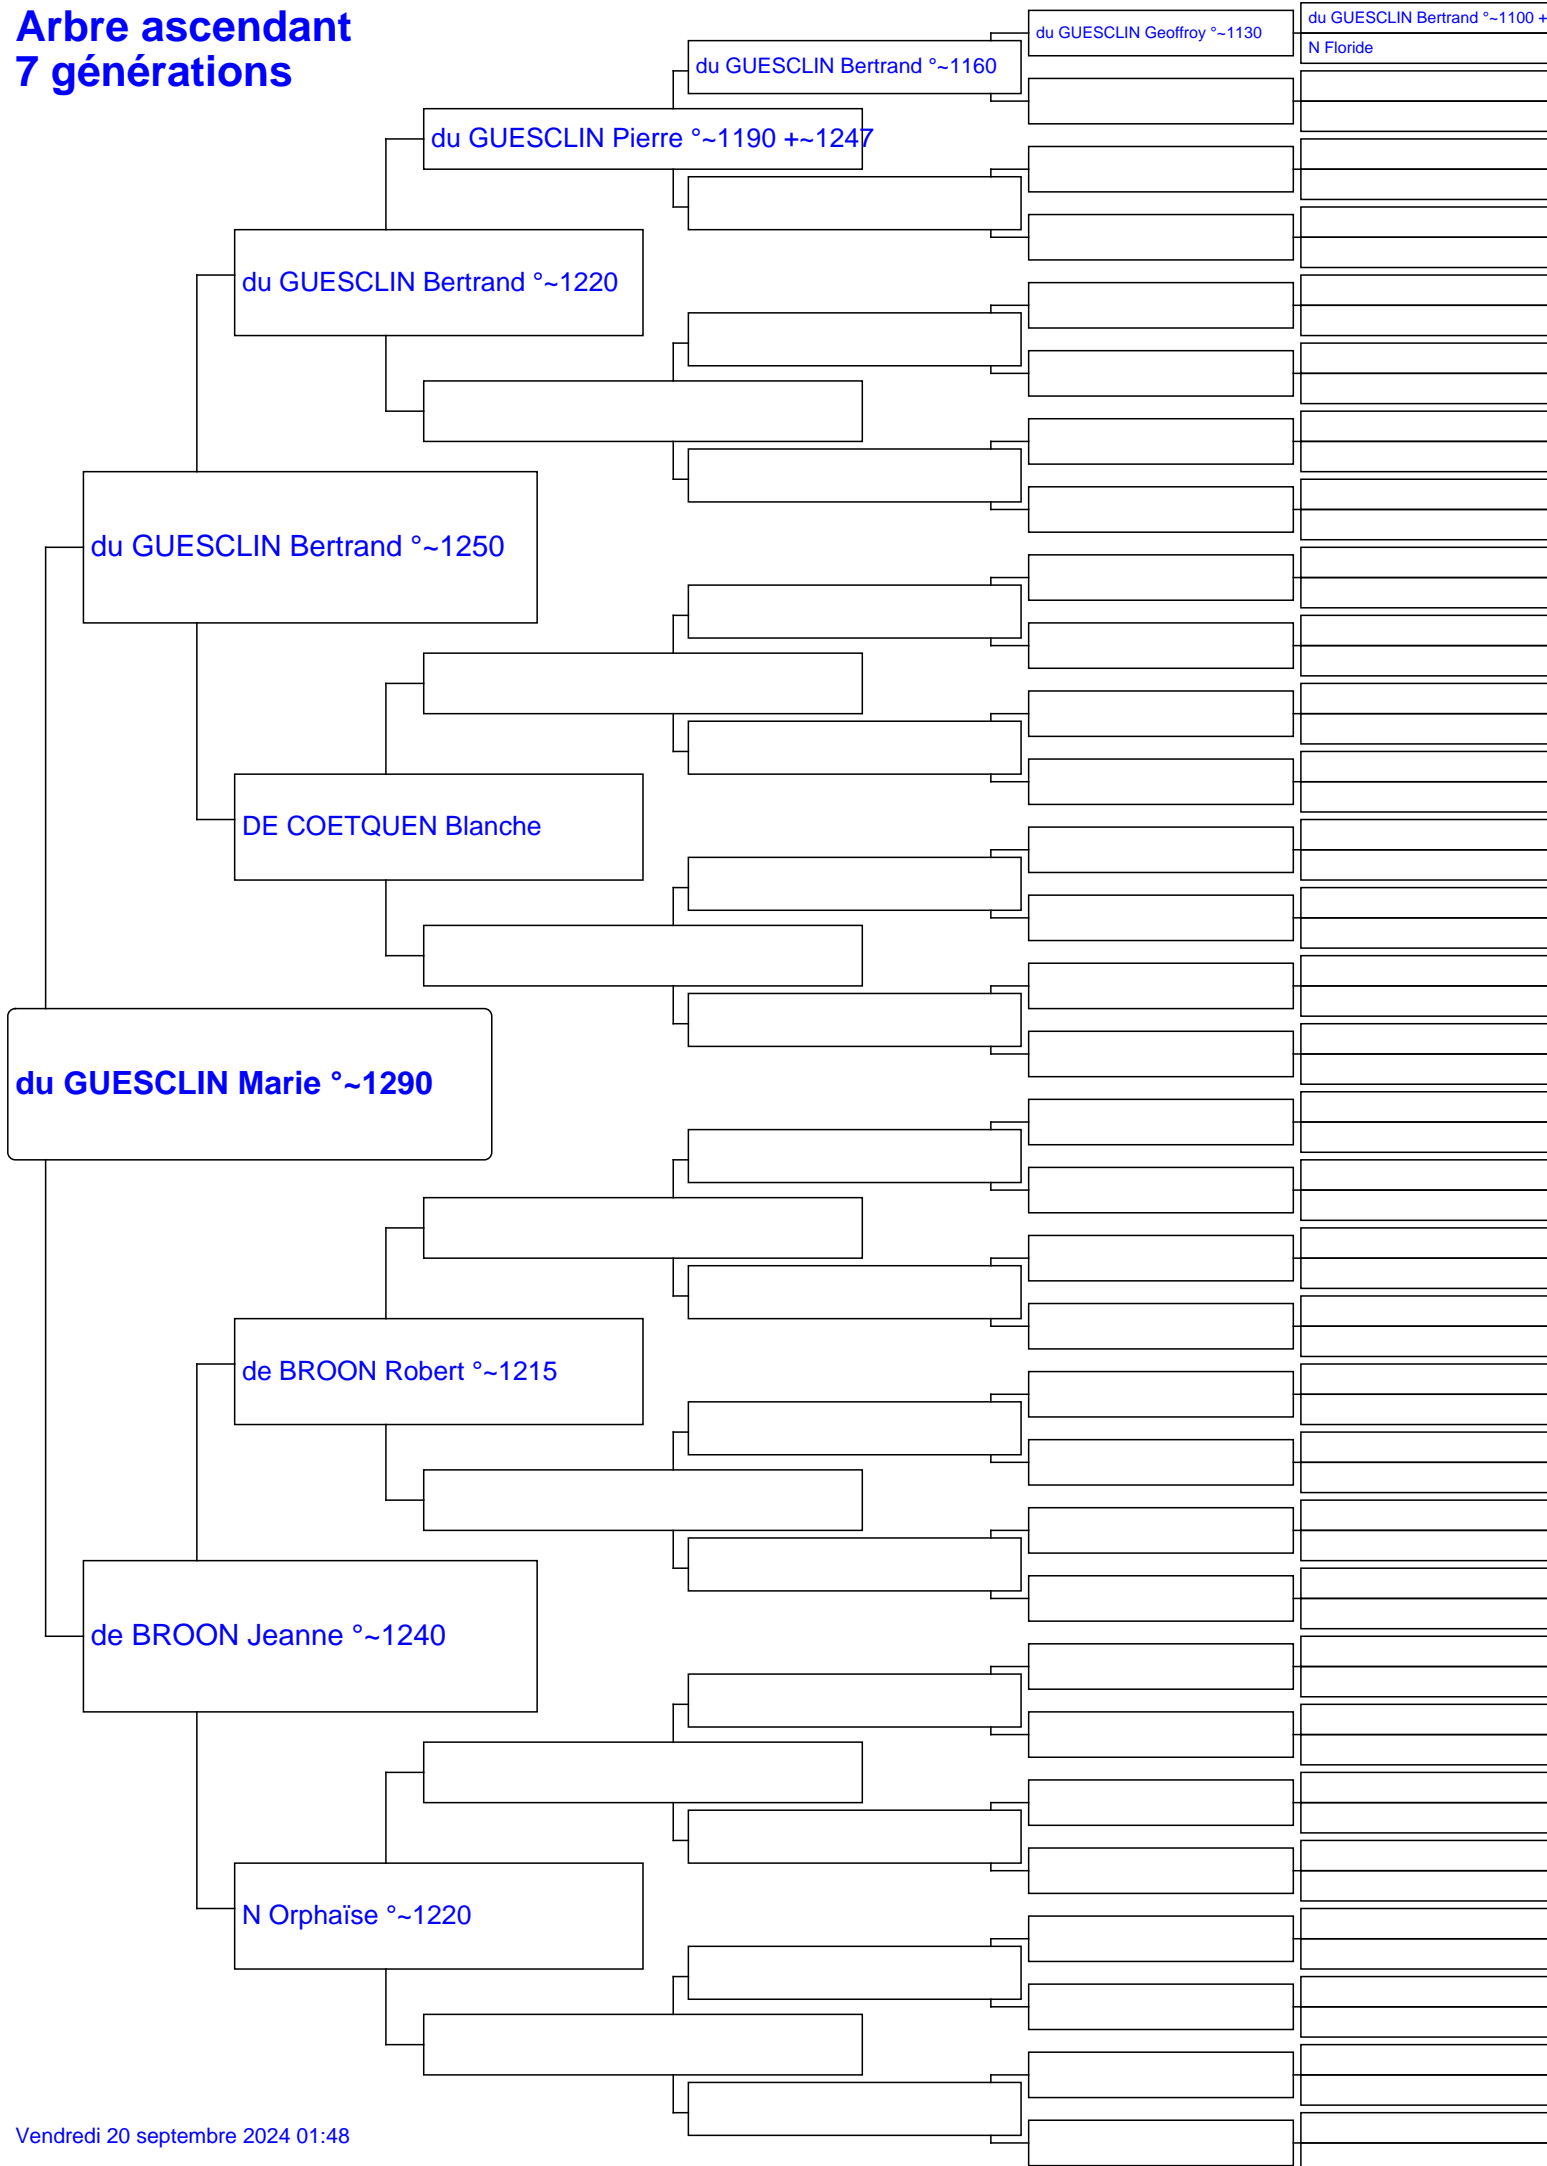 Arbre ascendant
7 générations
du GUESCLIN Geoffroy °~1130
du GUESCLIN Bertrand °~1100 +
N Floride
du GUESCLIN Bertrand °~1160
du GUESCLIN Pierre °~1190 +~1247
du GUESCLIN Bertrand °~1220
du GUESCLIN Bertrand °~1250
DE COETQUEN Blanche
du GUESCLIN Marie °~1290
de BROON Robert °~1215
de BROON Jeanne °~1240
N Orphaïse °~1220
Vendredi 20 septembre 2024 01:48